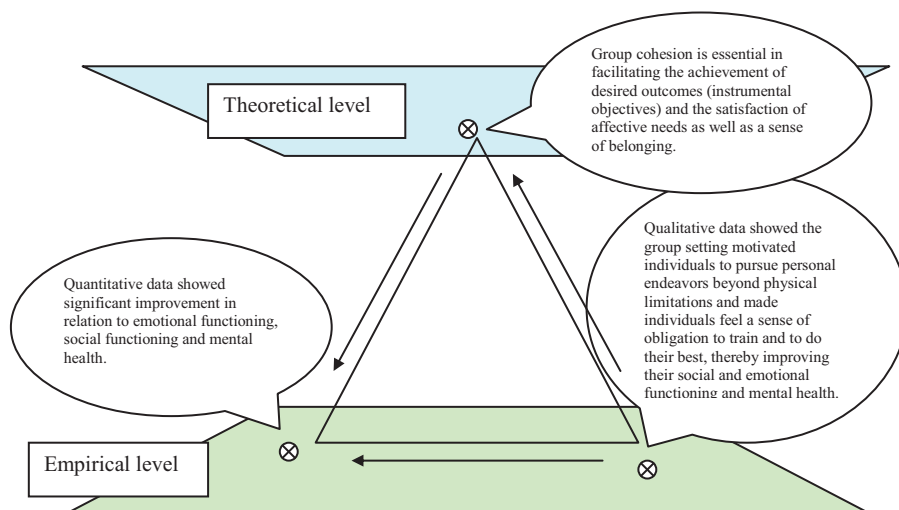 Group cohesion is essential in
facilitating the achievement of
desired outcomes (instrumental
objectives) and the satisfaction of
affective needs as well as a sense
of belonging.
Theoretical level
Qualitative data showed the
group setting motivated
individuals to pursue personal
endeavors beyond physical
limitations and made
individuals feel a sense of
obligation to train and to do
their best, thereby improving
their social and emotional
functioning and mental health.
Quantitative data showed
significant improvement in
relation to emotional functioning,
social functioning and mental
health.
Empirical level